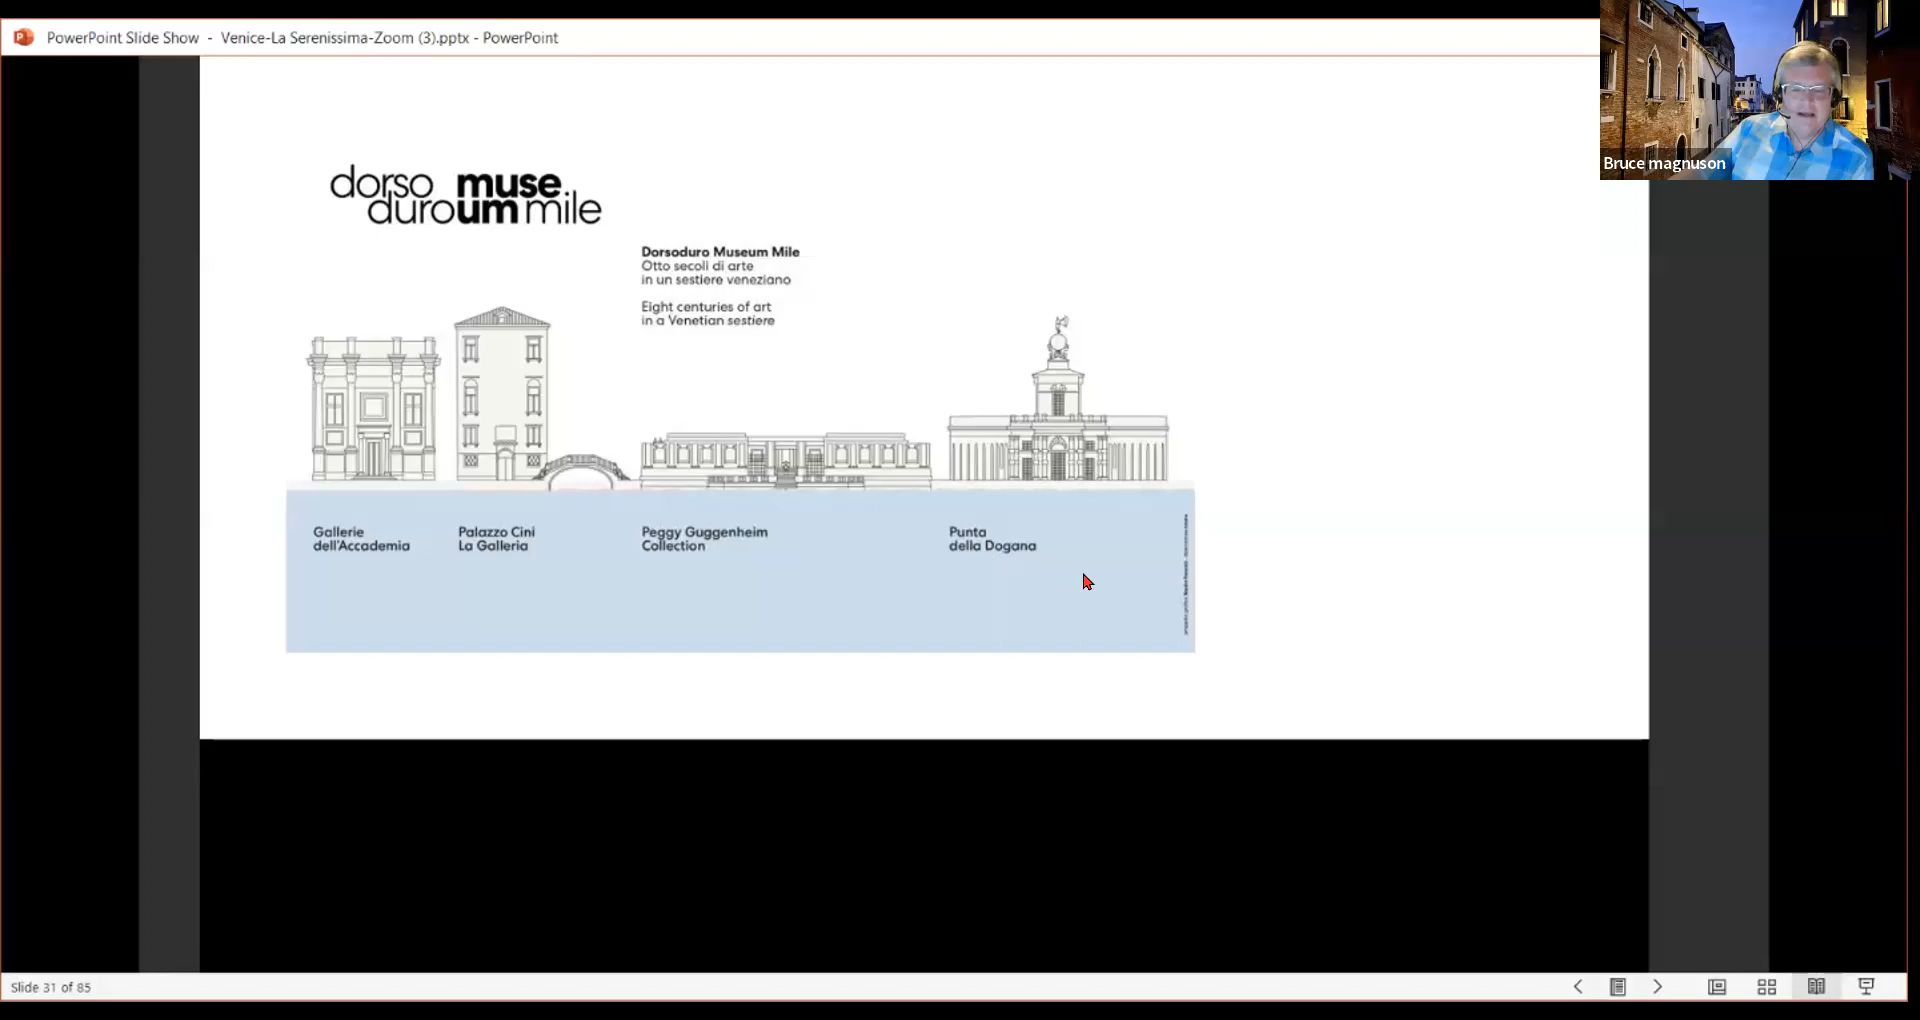 PowerPoint Slide Show - Venice-La Serenissima-Zoom (3).pptx - PowerPoint
Bruce magnuson
dorso muse
duroum mile
Dorsoduro Museum Mile
Otto secoli di arte
in un sestiere veneziano
Eight centuries of art
in a Venetian sestiere
Gallerie
dell'Accademia
Palazzo Cini
La Galleria
Peggy Guggenheim
Collection
Punta
della Dogana
Slide 31 of 85